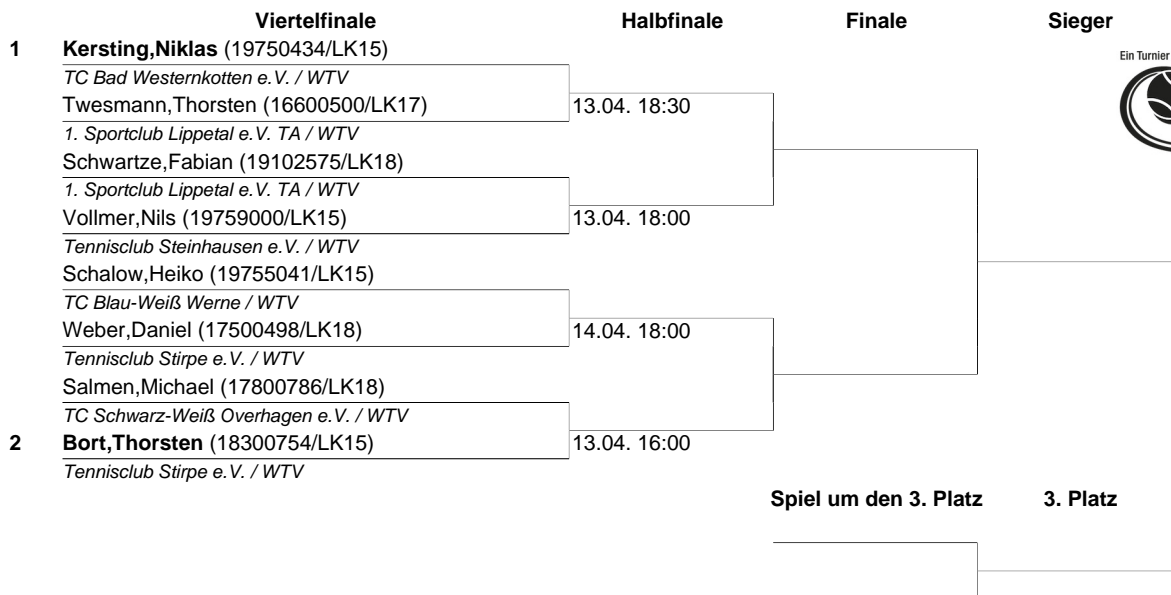 Viertelfinale Halbfinale Finale Sieger
1 Kersting,Niklas (19750434/LK15)
Ein Turnier
TC Bad Westernkotten e.V. / WTV
Twesmann,Thorsten (16600500/LK17) 13.04. 18:30
1. Sportclub Lippetal e.V. TA / WTV
Schwartze,Fabian (19102575/LK18)
1. Sportclub Lippetal e.V. TA / WTV
Vollmer,Nils (19759000/LK15) 13.04. 18:00
Tennisclub Steinhausen e.V. / WTV
Schalow,Heiko (19755041/LK15)
TC Blau-Weiß Werne / WTV
Weber,Daniel (17500498/LK18) 14.04. 18:00
Tennisclub Stirpe e.V. / WTV
Salmen,Michael (17800786/LK18)
TC Schwarz-Weiß Overhagen e.V. / WTV
2 Bort,Thorsten (18300754/LK15) 13.04. 16:00
Tennisclub Stirpe e.V. / WTV
Spiel um den 3. Platz 3. Platz